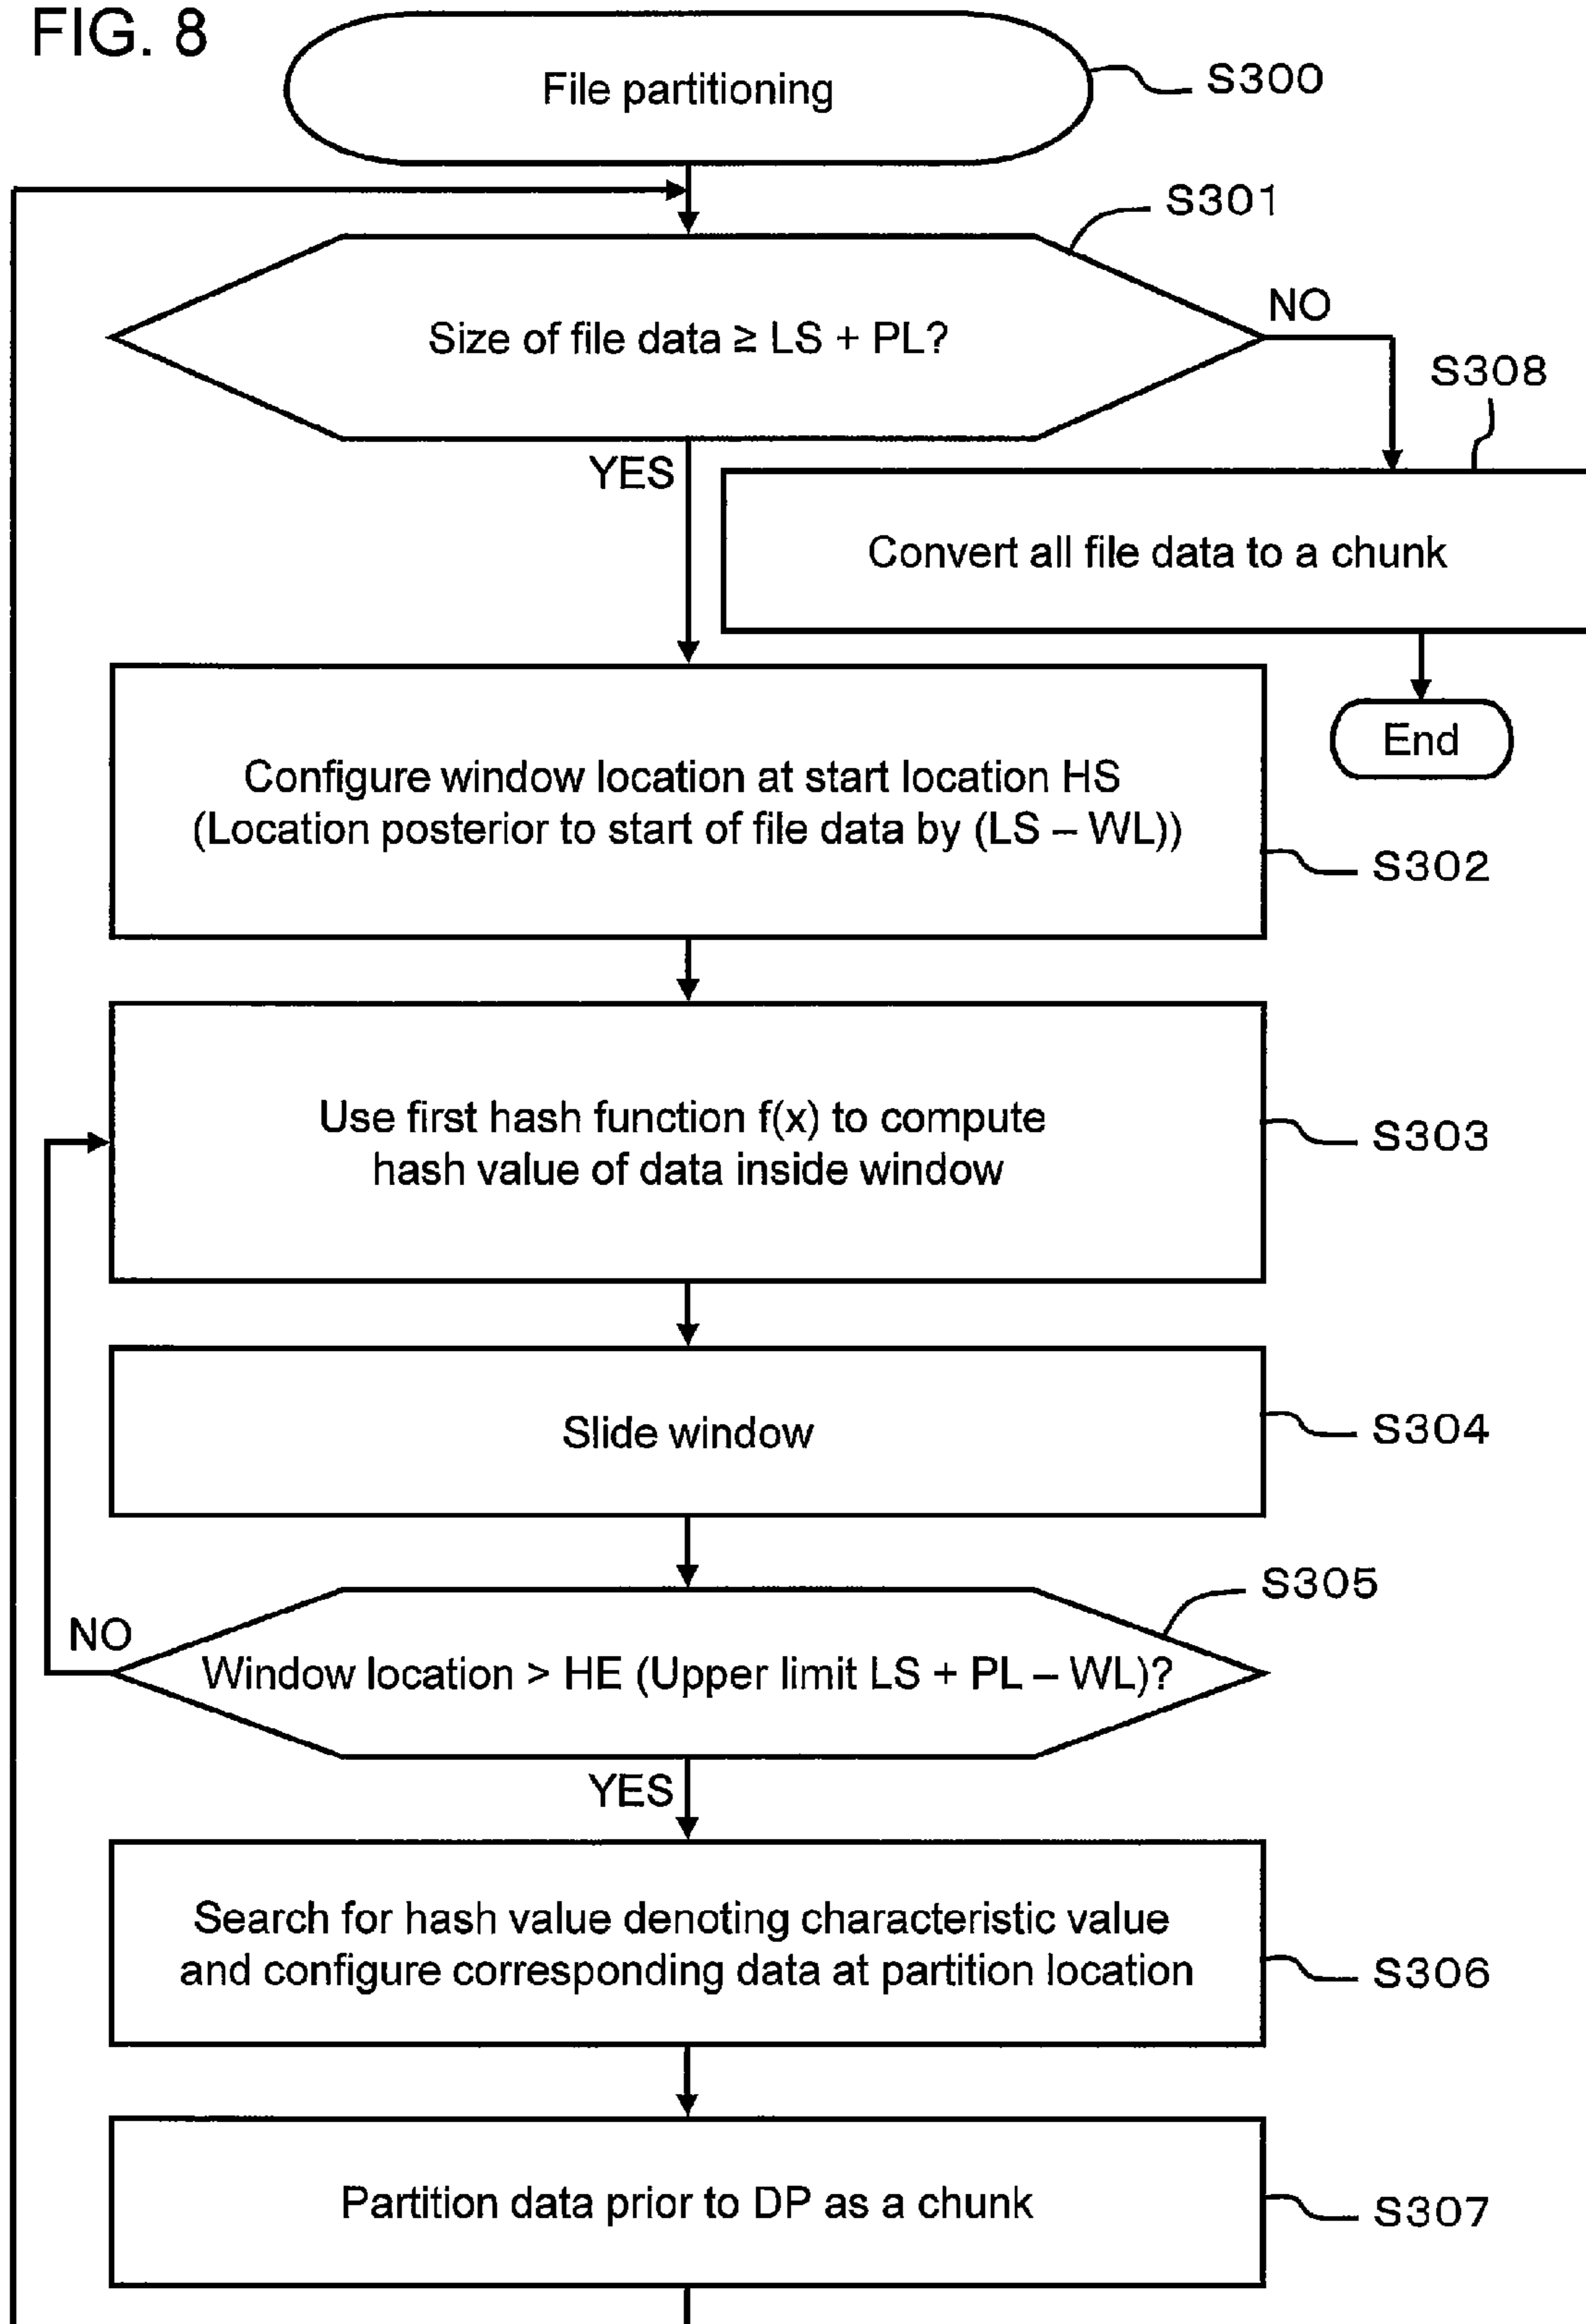 FIG. 8
File partitioning
S300
S301
Size of file data ≥ LS + PL?
NO
S308
YES
Convert all file data to a chunk
End
Configure window location at start location HS
(Location posterior to start of file data by (LS – WL))
S302
Use first hash function f(x) to compute
hash value of data inside window
S303
Slide window
S304
S305
NO
Window location > HE (Upper limit LS + PL – WL)?
YES
Search for hash value denoting characteristic value
and configure corresponding data at partition location
S306
Partition data prior to DP as a chunk
S307